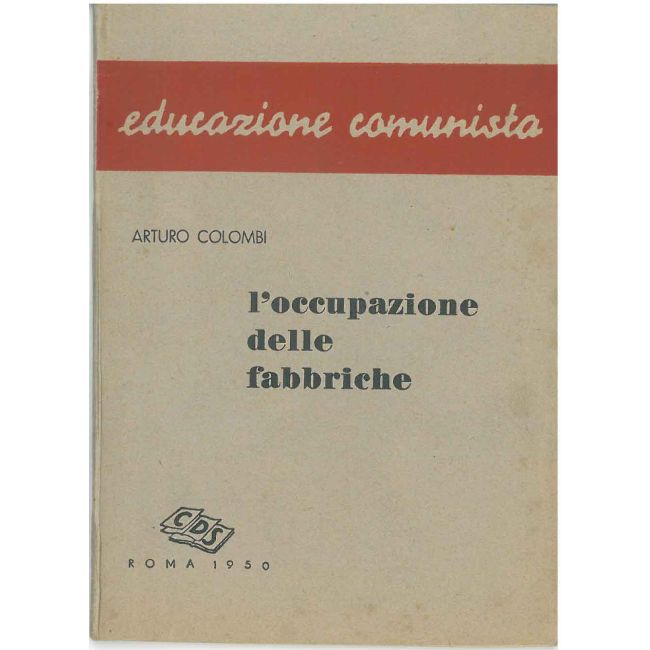 educazione comunista
ARTURO COLOMBI
l'occupazione
delle
fabbriche
CDS
ROMA 1950